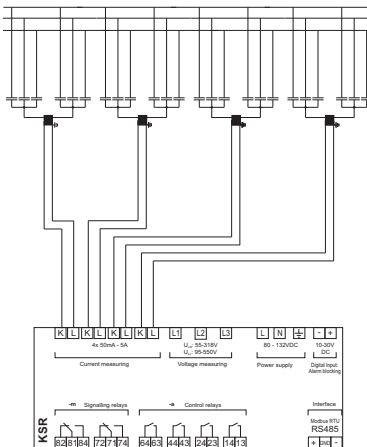 K L K L K L K L L1 L2 L3 L N - +
4x 50mA - 5A
U: 55-318V
U: 95-550V
80 - 132VDC
10-30V
DC
Current measuring
Voltage measuring
Power supply
Digital Input:
Alarm blocking
-m Signalling relays
-a Control relays
Interface
Modbus RTU
RS485
KSR
82 81 84 72 71 74 64 63 44 43 24 23 14 13 + GND -